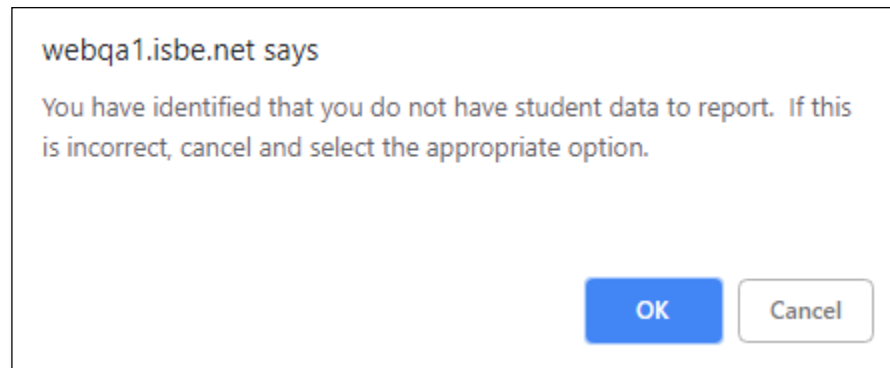 webqa1.isbe.net says
You have identified that you do not have student data to report.  If this
is incorrect, cancel and select the appropriate option.
OK
Cancel